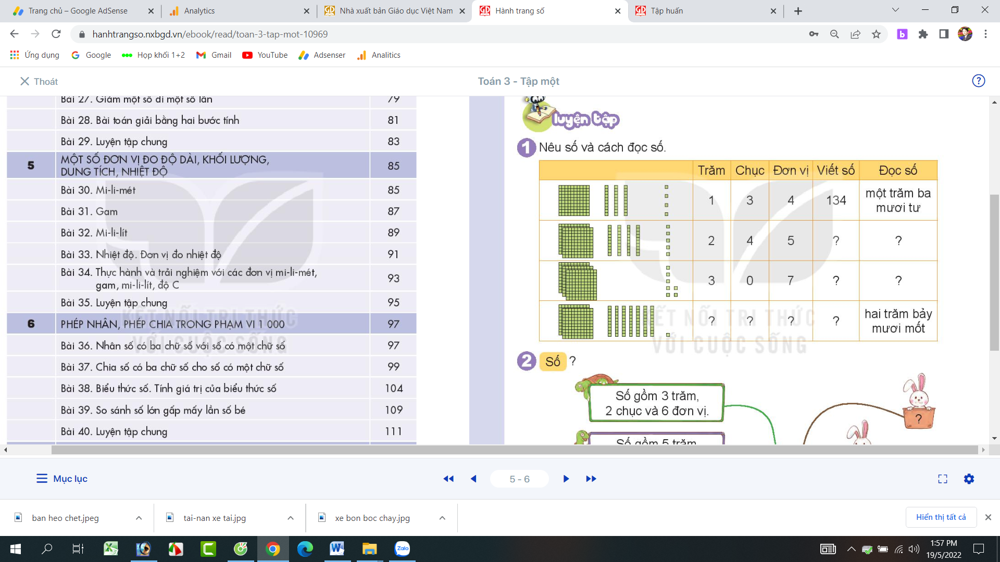 Trang chủ – Google AdSense
Analytics
Nhà xuất bản Giáo dục Việt Nam
Hành trang số
Tập huấn
hanhtrangso.nxbgd.vn/ebook/read/toan-3-tap-mot-10969
Ứng dụng
Google
Họp khối 1+2
Gmail
YouTube
Adsenser
Analitics
Thoát
Toán 3 - Tập một
Bài 27. Giảm một số đi một số lần 79
Bài 28. Bài toán giải bằng hai bước tính 81
Bài 29. Luyện tập chung 83
5 MỘT SỐ ĐƠN VỊ ĐO ĐỘ DÀI, KHỐI LƯỢNG,
DUNG TÍCH, NHIỆT ĐỘ 85
Bài 30. Mi-li-mét 85
Bài 31. Gam 87
Bài 32. Mi-li-lít 89
Bài 33. Nhiệt độ. Đơn vị đo nhiệt độ 91
Bài 34. Thực hành và trải nghiệm với các đơn vị mi-li-mét,
gam, mi-li-lít, độ C 93
Bài 35. Luyện tập chung 95
6 PHÉP NHÂN, PHÉP CHIA TRONG PHẠM VI 1 000 97
Bài 36. Nhân số có ba chữ số với số có một chữ số 97
Bài 37. Chia số có ba chữ số cho số có một chữ số 99
Bài 38. Biểu thức số. Tính giá trị của biểu thức số 104
Bài 39. So sánh số lớn gấp mấy lần số bé 109
Bài 40. Luyện tập chung 111
KẾT NỐI TRI THỨC
VỚI CUỘC SỐNG
luyện tập
1 Nêu số và cách đọc số.
Trăm Chục Đơn vị Viết số Đọc số
1 3 4 134 một trăm ba
mươi tư
2 4 5 ? ?
3 0 7 ? ?
? ? ? ? hai trăm bảy
mươi mốt
KẾT NỐI TRI THỨC
VỚI CUỘC SỐNG
2 Số ?
Số gồm 3 trăm,
2 chục và 6 đơn vị.
?
Số gồm 5 trăm
Mục lục
5 - 6
ban heo chet.jpeg
tai-nan xe tai.jpg
xe bon boc chay.jpg
Hiển thị tất cả
Zalo
1:57 PM
19/5/2022